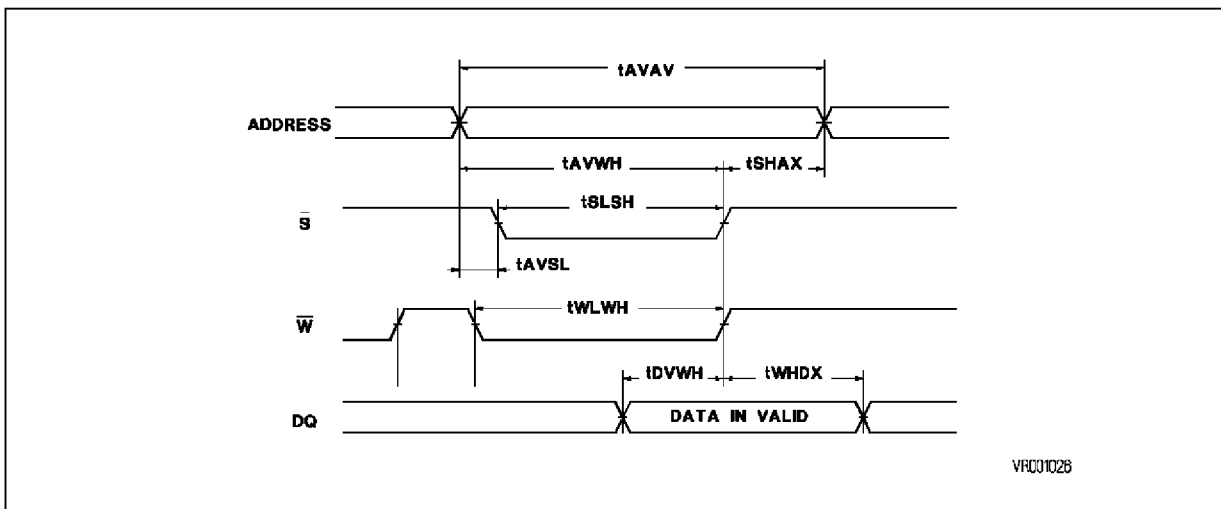 tAVAV
ADDRESS
tAVWH
tSHAX
tSLSH
S̅
tAVSL
tWLWH
W̅
tDVWH
tWHDX
DQ
DATA IN VALID
VR001026